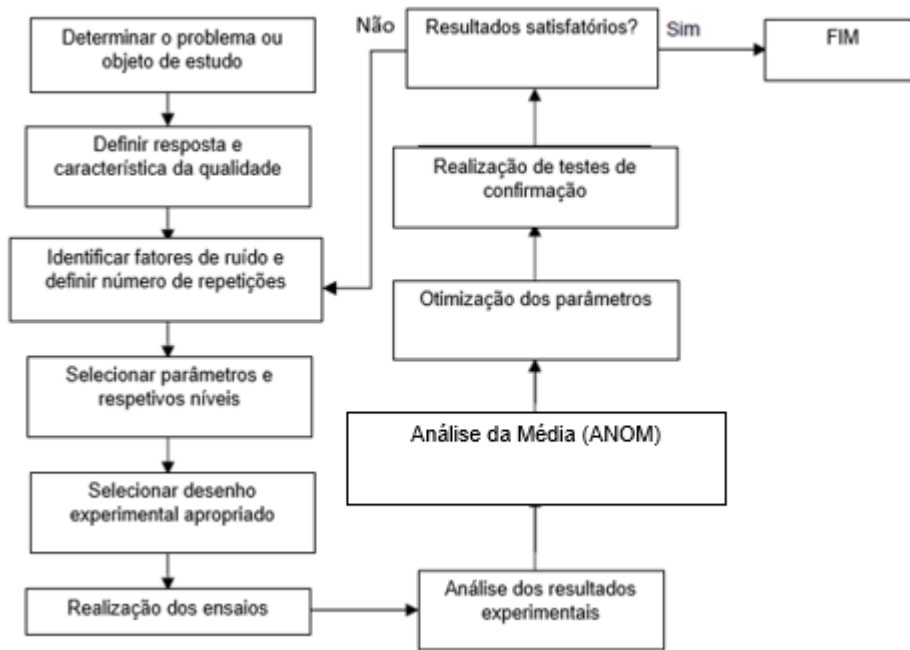 Determinar o problema ou
objeto de estudo
Definir resposta e
característica da qualidade
Identificar fatores de ruído e
definir número de repetições
Selecionar parâmetros e
respetivos níveis
Selecionar desenho
experimental apropriado
Realização dos ensaios
Análise dos resultados
experimentais
Análise da Média (ANOM)
Otimização dos parâmetros
Realização de testes de
confirmação
Resultados satisfatórios?
Não
Sim
FIM